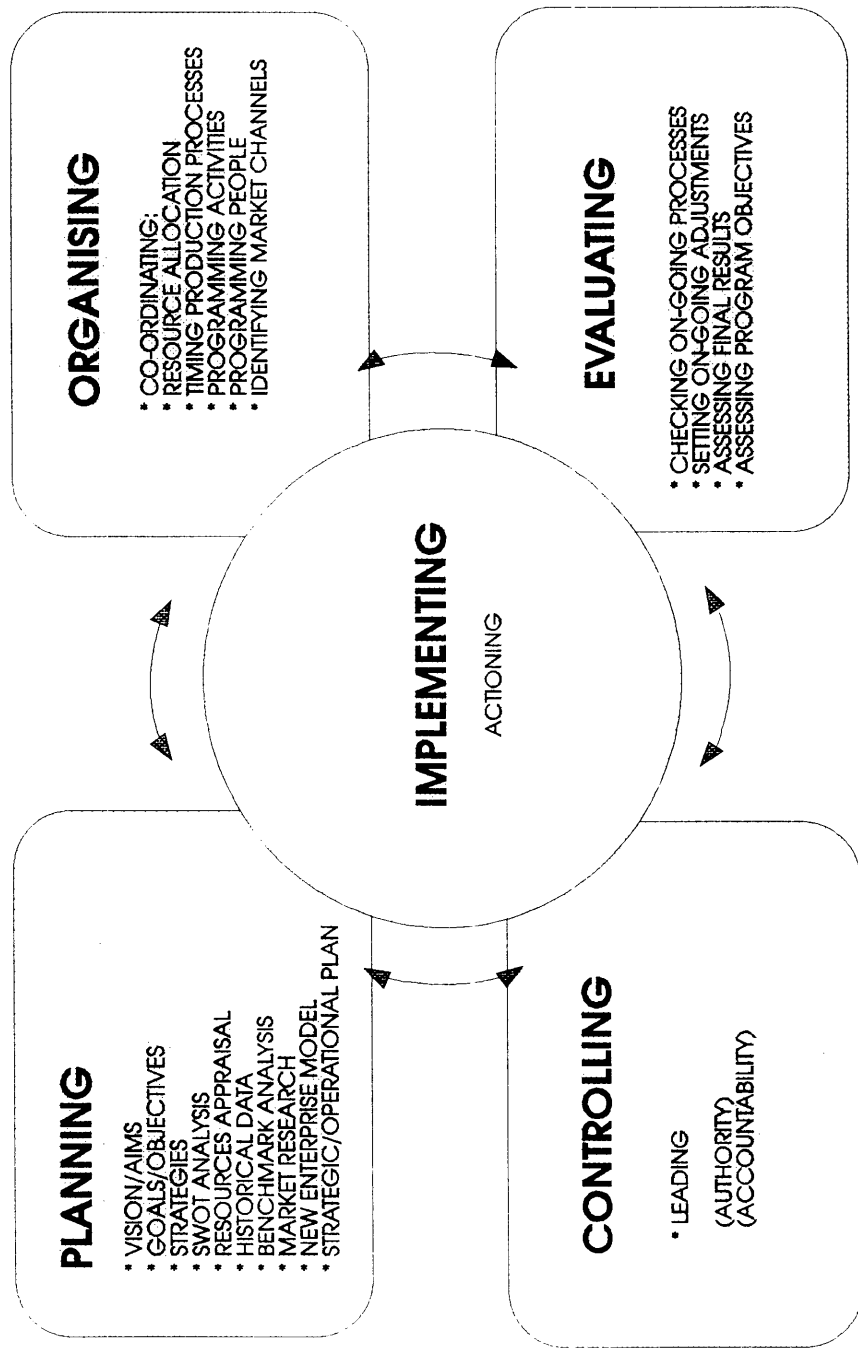 PLANNING
* VISION/AIMS
* GOALS/OBJECTIVES
* STRATEGIES
* SWOT ANALYSIS
* RESOURCES APPRAISAL
* HISTORICAL DATA
* BENCHMARK ANALYSIS
* MARKET RESEARCH
* NEW ENTERPRISE MODEL
* STRATEGIC/OPERATIONAL PLAN
ORGANISING
* CO-ORDINATING:
* RESOURCE ALLOCATION
* TIMING PRODUCTION PROCESSES
* PROGRAMMING ACTIVITIES
* PROGRAMMING PEOPLE
* IDENTIFYING MARKET CHANNELS
IMPLEMENTING
ACTIONING
CONTROLLING
* LEADING
(AUTHORITY)
(ACCOUNTABILITY)
EVALUATING
* CHECKING ON-GOING PROCESSES
* SETTING ON-GOING ADJUSTMENTS
* ASSESSING FINAL RESULTS
* ASSESSING PROGRAM OBJECTIVES